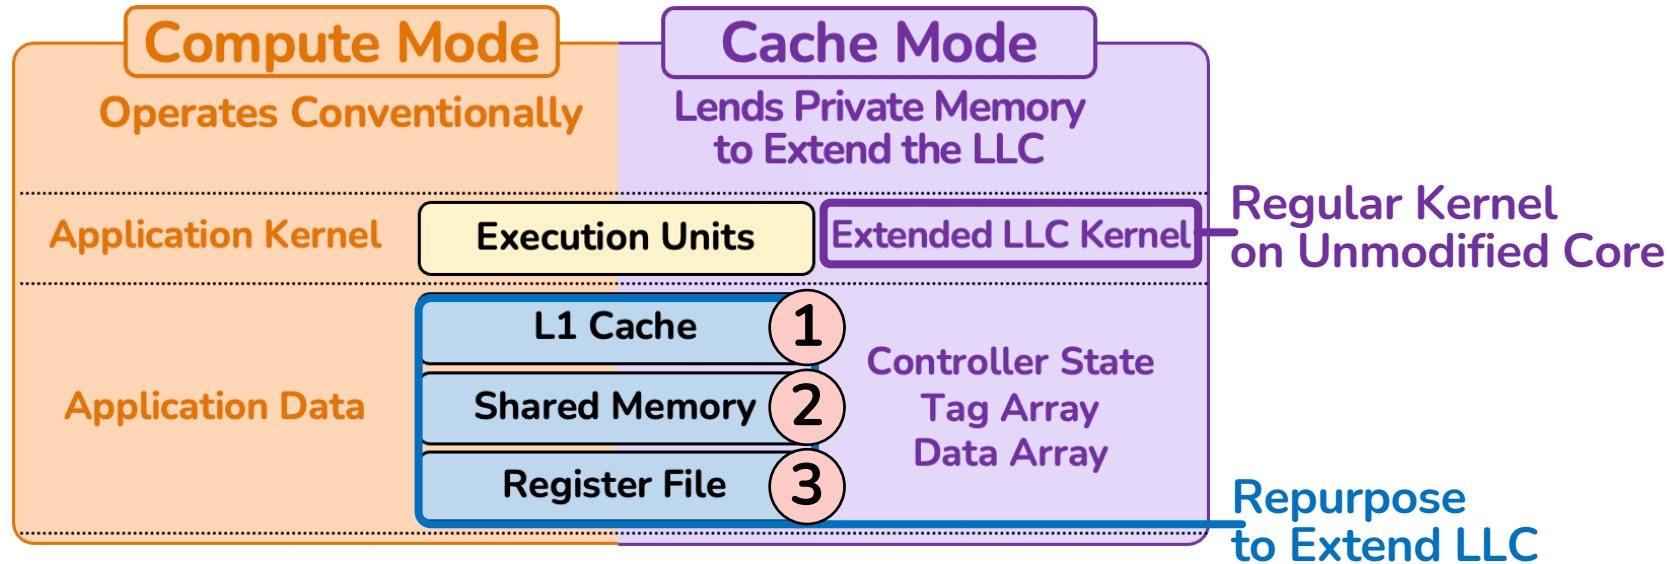 Compute Mode
Cache Mode
Operates Conventionally
Lends Private Memory
to Extend the LLC
Application Kernel
Execution Units
Extended LLC Kernel
Regular Kernel
on Unmodified Core
Application Data
L1 Cache
1
Shared Memory
2
Register File
3
Controller State
Tag Array
Data Array
Repurpose
to Extend LLC